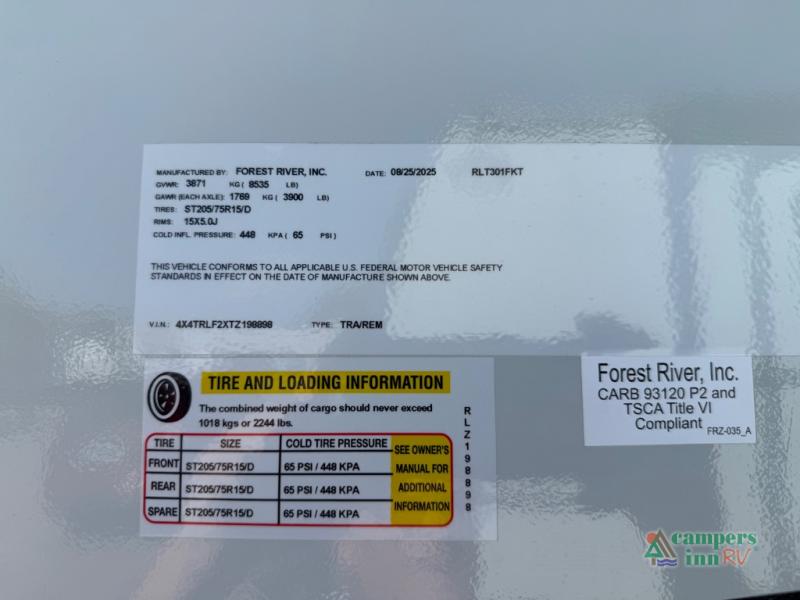 MANUFACTURED BY: FOREST RIVER, INC. DATE: 08/25/2025 RLT301FKT
GVWR: 3871 KG ( 8535 LB)
GAWR (EACH AXLE): 1769 KG ( 3900 LB)
TIRES: ST205/75R15/D
RIMS: 15X5.0J
COLD INFL. PRESSURE: 448 KPA ( 65 PSI )
THIS VEHICLE CONFORMS TO ALL APPLICABLE U.S. FEDERAL MOTOR VEHICLE SAFETY
STANDARDS IN EFFECT ON THE DATE OF MANUFACTURE SHOWN ABOVE.
V.I.N.: 4X4TRLF2XTZ198898 TYPE: TRA/REM
TIRE AND LOADING INFORMATION
The combined weight of cargo should never exceed
1018 kgs or 2244 lbs.
TIRE SIZE COLD TIRE PRESSURE
FRONT ST205/75R15/D 65 PSI / 448 KPA
REAR ST205/75R15/D 65 PSI / 448 KPA
SPARE ST205/75R15/D 65 PSI / 448 KPA
SEE OWNER'S
MANUAL FOR
ADDITIONAL
INFORMATION
RLZ198898
Forest River, Inc.
CARB 93120 P2 and
TSCA Title VI
Compliant
FRZ-035_A
campers
inn RV